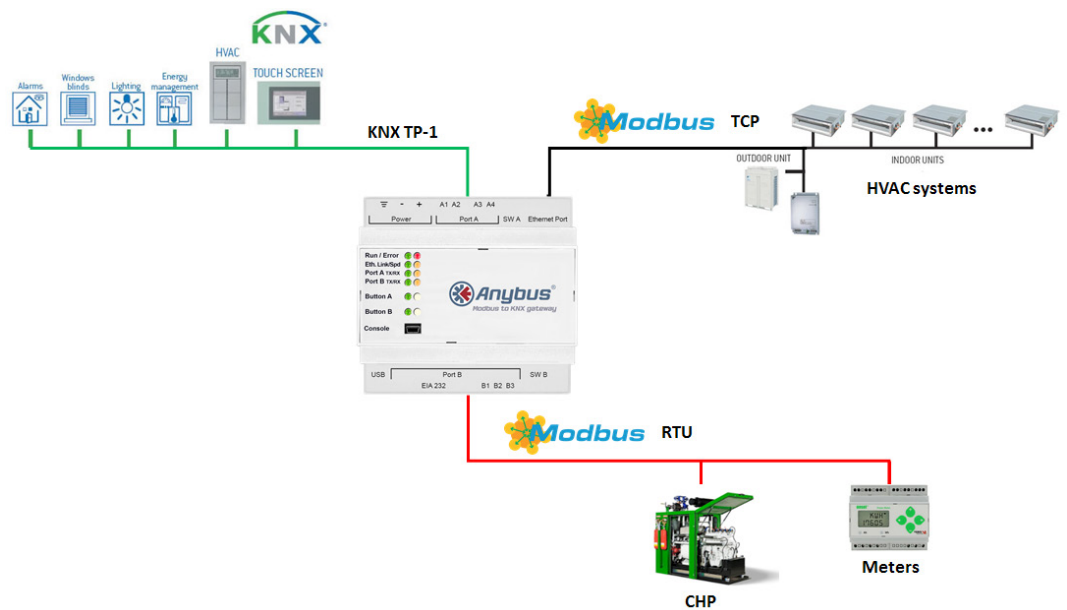 KNX®
HVAC
TOUCH SCREEN
Alarms
Windows
blinds
Lighting
Energy
management
KNX TP-1
Modbus TCP
OUTDOOR UNIT
INDOOR UNITS
HVAC systems
- + A1 A2 A3 A4
Power Port A SW A Ethernet Port
Run / Error
Eth. Link/Spd
Port A TX/RX
Port B TX/RX
Button A
Button B
Console
Anybus®
Modbus to KNX gateway
USB Port B SW B
EIA 232 B1 B2 B3
Modbus RTU
CHP
Meters